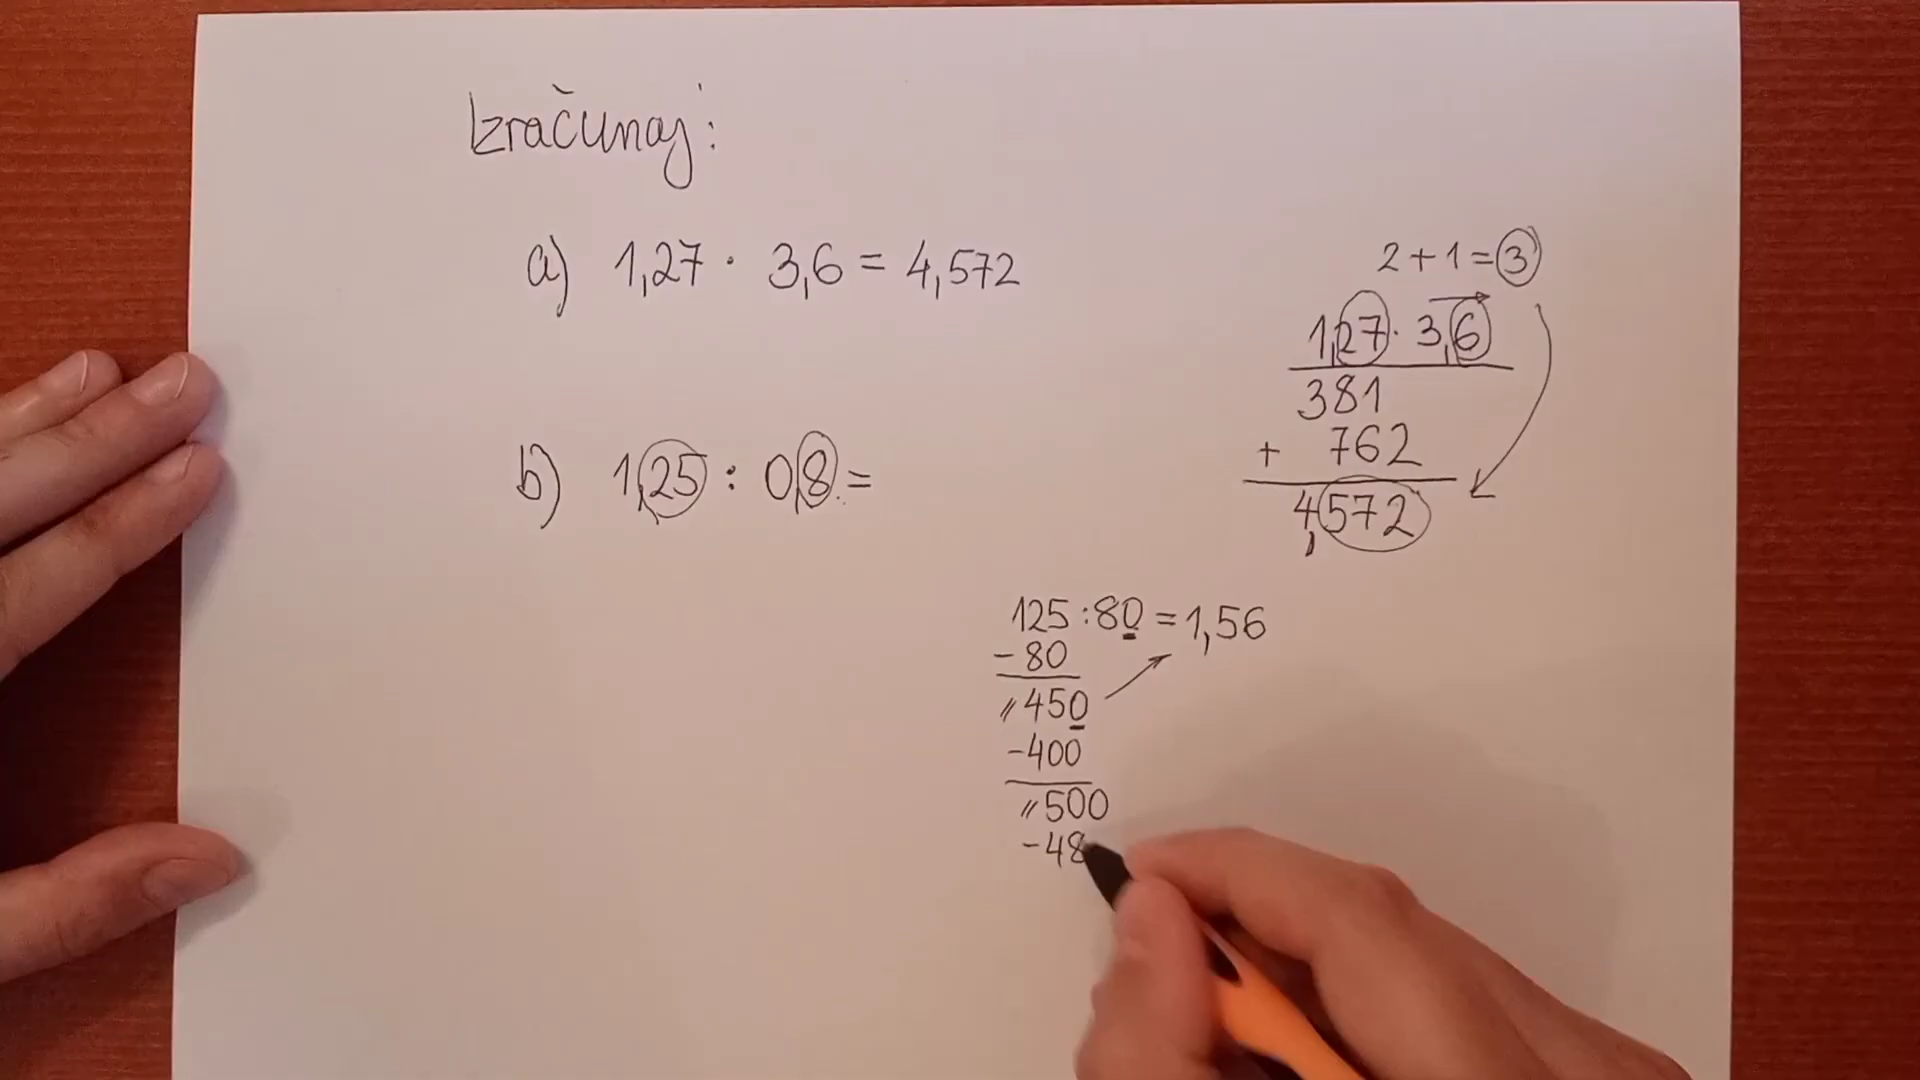 Izračunaj:
a) 1,27 · 3,6 = 4,572
b) 1,25 : 0,8 =
2 + 1 = 3
1,27 · 3,6
381
+ 762
4,572
125 : 80 = 1,56
- 80
450
- 400
500
- 48